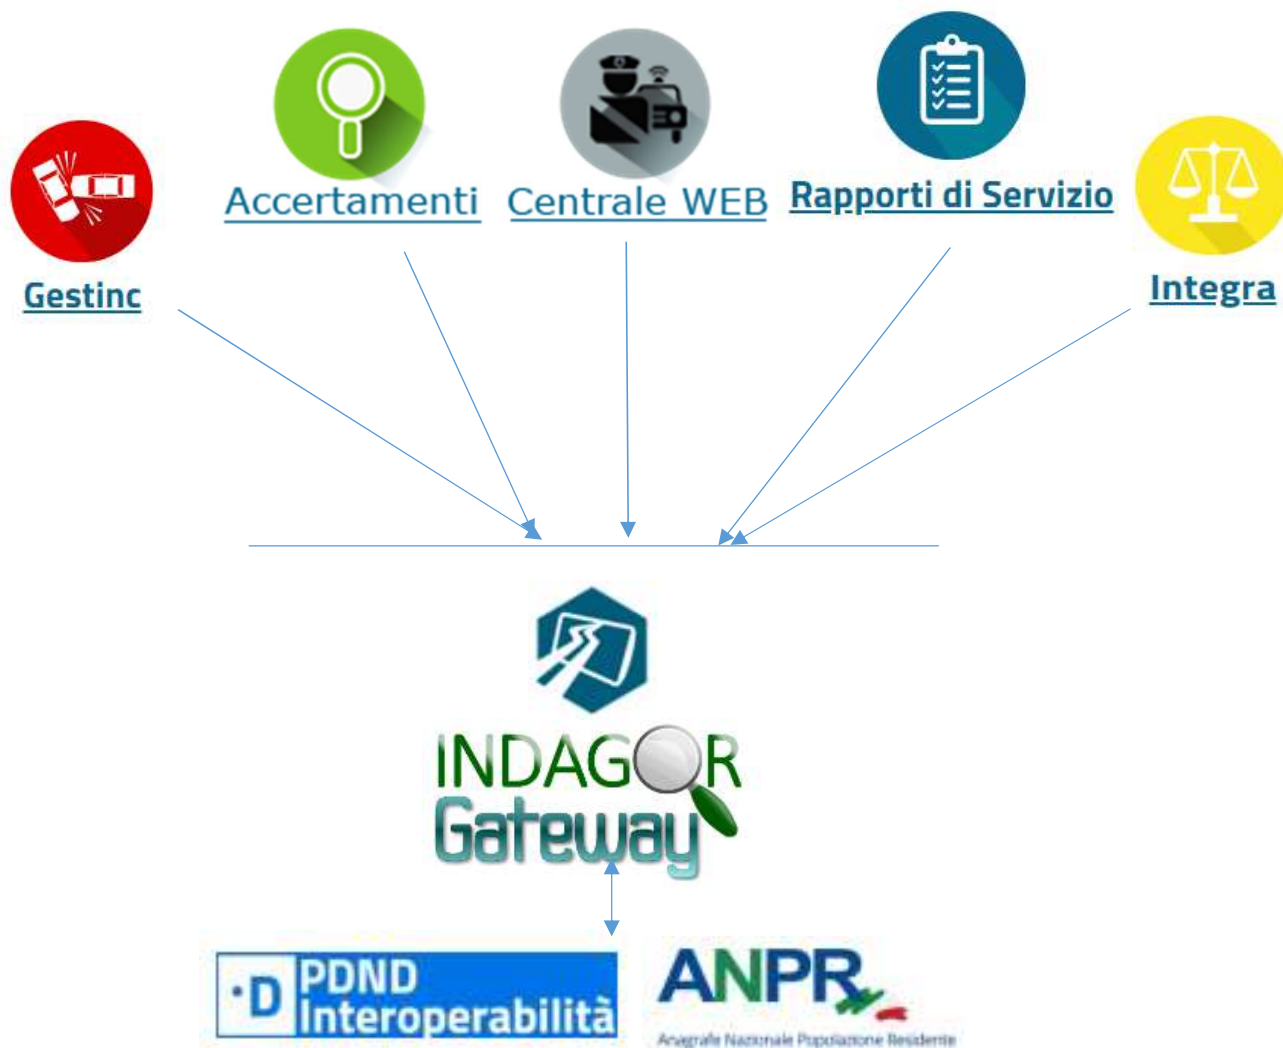 Accertamenti
Centrale WEB
Rapporti di Servizio
Gestinc
Integra
INDAGOR
Gateway
·D PDND
Interoperabilità
ANPR
Anagrafe Nazionale Popolazione Residente